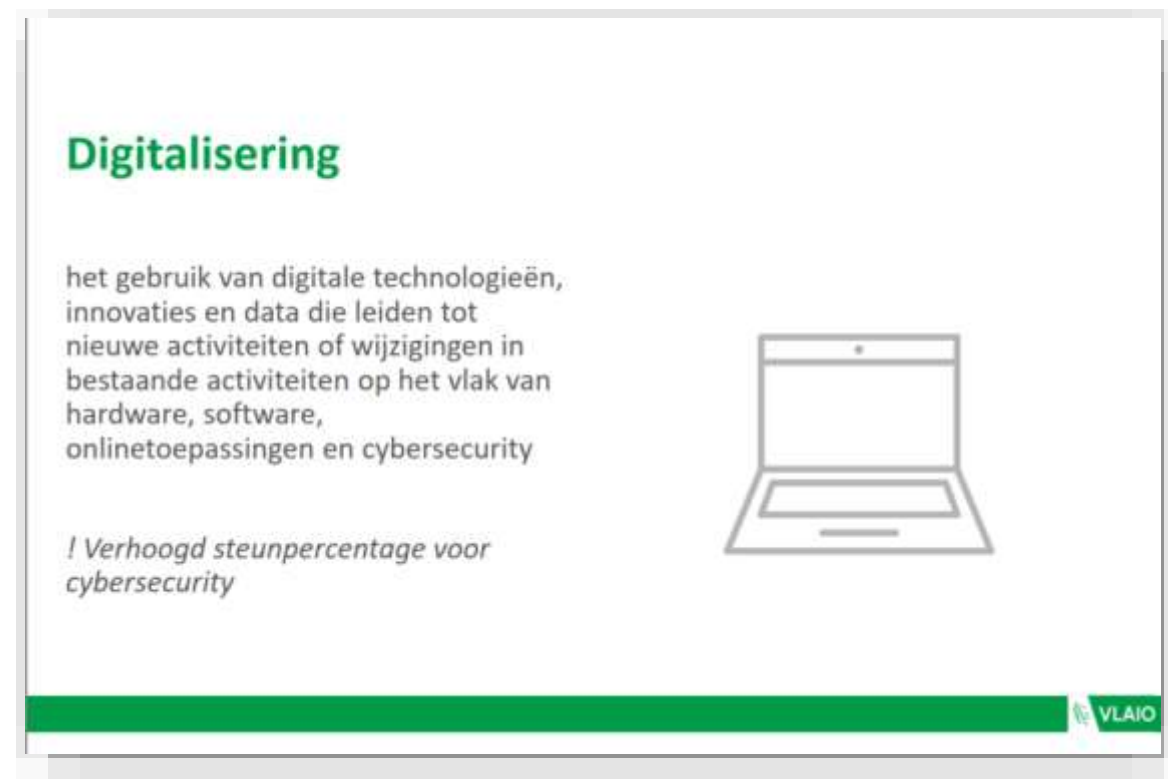 Digitalisering
het gebruik van digitale technologieën,
innovaties en data die leiden tot
nieuwe activiteiten of wijzigingen in
bestaande activiteiten op het vlak van
hardware, software,
onlinetoepassingen en cybersecurity
! Verhoogd steunpercentage voor
cybersecurity
VLAIO